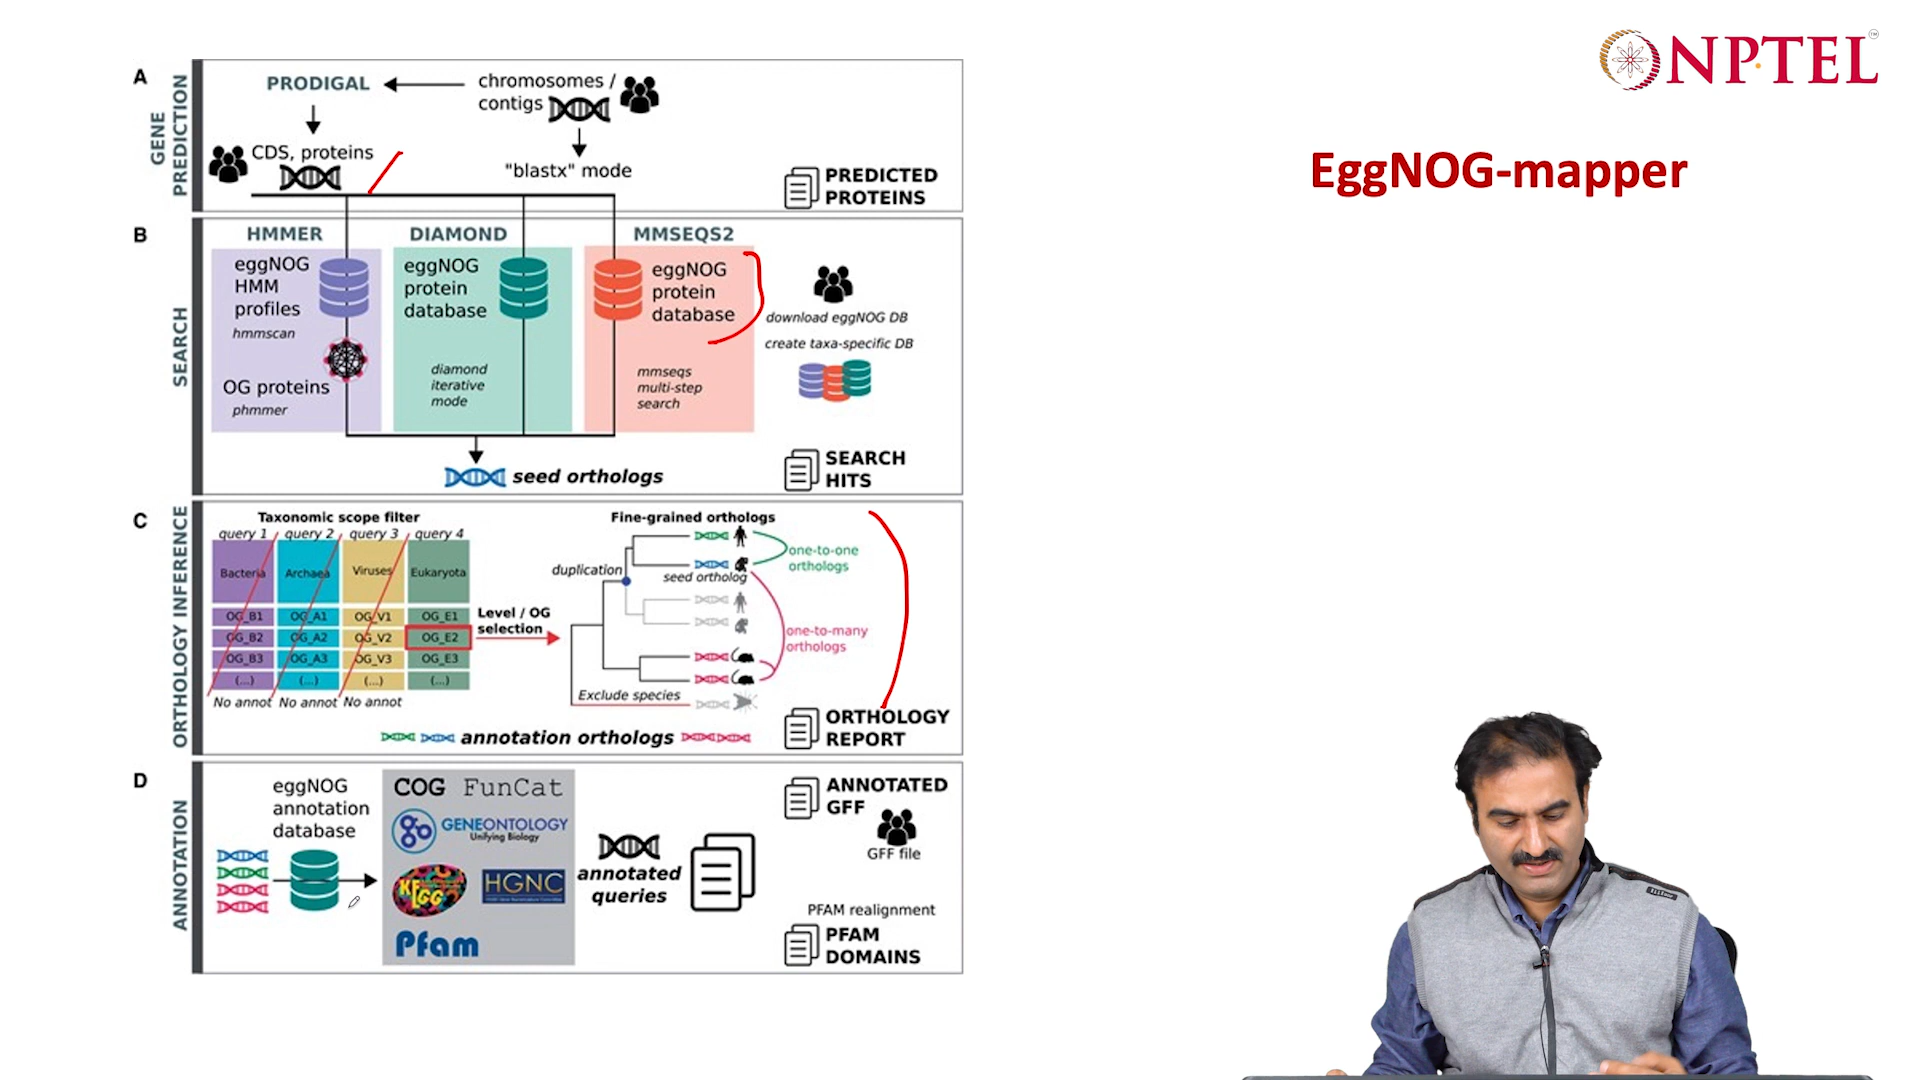 NPTEL
™
EggNOG-mapper
A
GENE
PREDICTION
PRODIGAL
chromosomes /
contigs
CDS, proteins
"blastx" mode
PREDICTED
PROTEINS
B
SEARCH
HMMER
DIAMOND
MMSEQS2
eggNOG
HMM
profiles
hmmscan
OG proteins
phmmer
eggNOG
protein
database
diamond
iterative
mode
eggNOG
protein
database
mmseqs
multi-step
search
download eggNOG DB
create taxa-specific DB
seed orthologs
SEARCH
HITS
C
ORTHOLOGY INFERENCE
Taxonomic scope filter
query 1 query 2 query 3 query 4
Bacteria Archaea Viruses Eukaryota
OG_B1 OG_A1 OG_V1 OG_E1
OG_B2 OG_A2 OG_V2 OG_E2
OG_B3 OG_A3 OG_V3 OG_E3
(...) (...) (...) (...)
No annot No annot No annot
Level / OG
selection
Fine-grained orthologs
duplication
seed ortholog
one-to-one
orthologs
one-to-many
orthologs
Exclude species
annotation orthologs
ORTHOLOGY
REPORT
D
ANNOTATION
eggNOG
annotation
database
COG FunCat
GENEONTOLOGY
Unifying Biology
KEGG
HGNC
Pfam
annotated
queries
ANNOTATED
GFF
GFF file
PFAM realignment
PFAM
DOMAINS